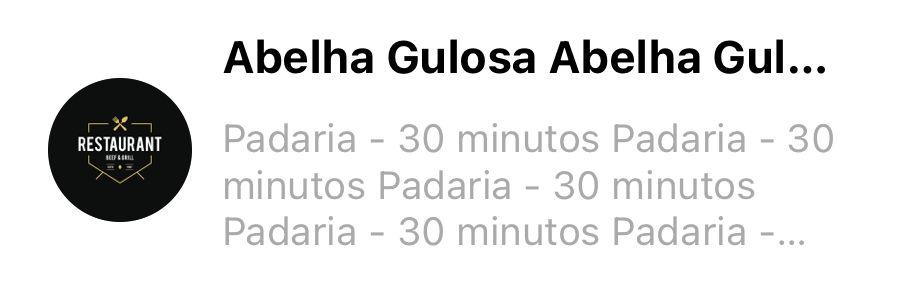 Abelha Gulosa Abelha Gul...
RESTAURANT
BEEF & GRILL
Padaria - 30 minutos Padaria - 30
minutos Padaria - 30 minutos
Padaria - 30 minutos Padaria -...